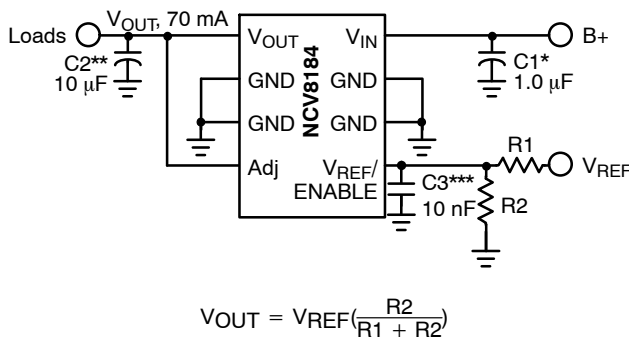 Loads
VOUT, 70 mA
C2**
10 μF
VOUT
GND
GND
Adj
NCV8184
VIN
GND
GND
VREF/
ENABLE
C1*
1.0 μF
B+
C3***
10 nF
R1
R2
VREF
VOUT = VREF(R2/R1 + R2)